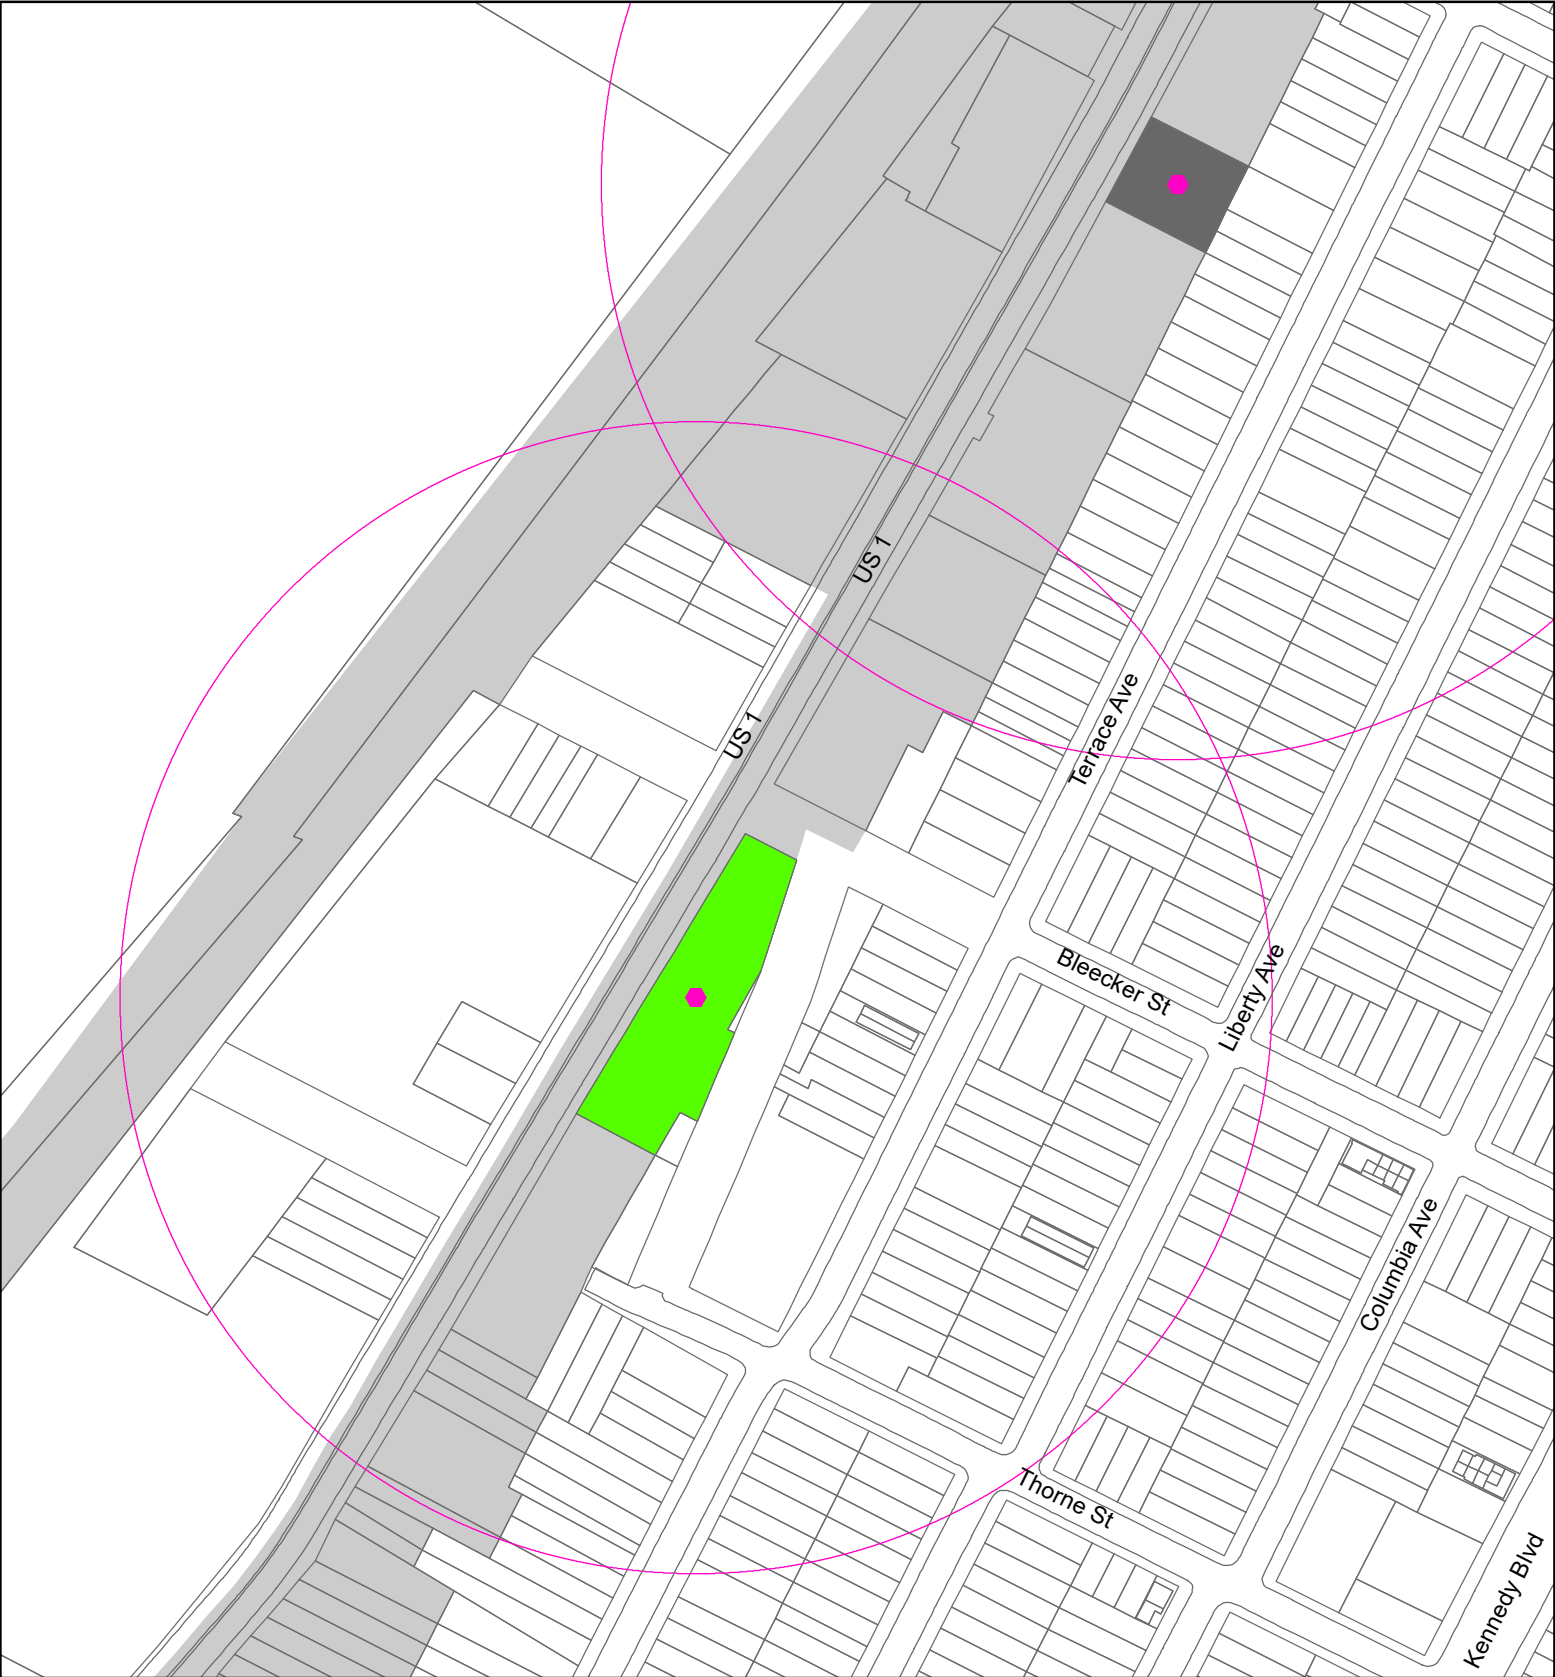 US 1
Terrace Ave
US 1
Bleecker St
Liberty Ave
Columbia Ave
Thorne St
Kennedy Blvd